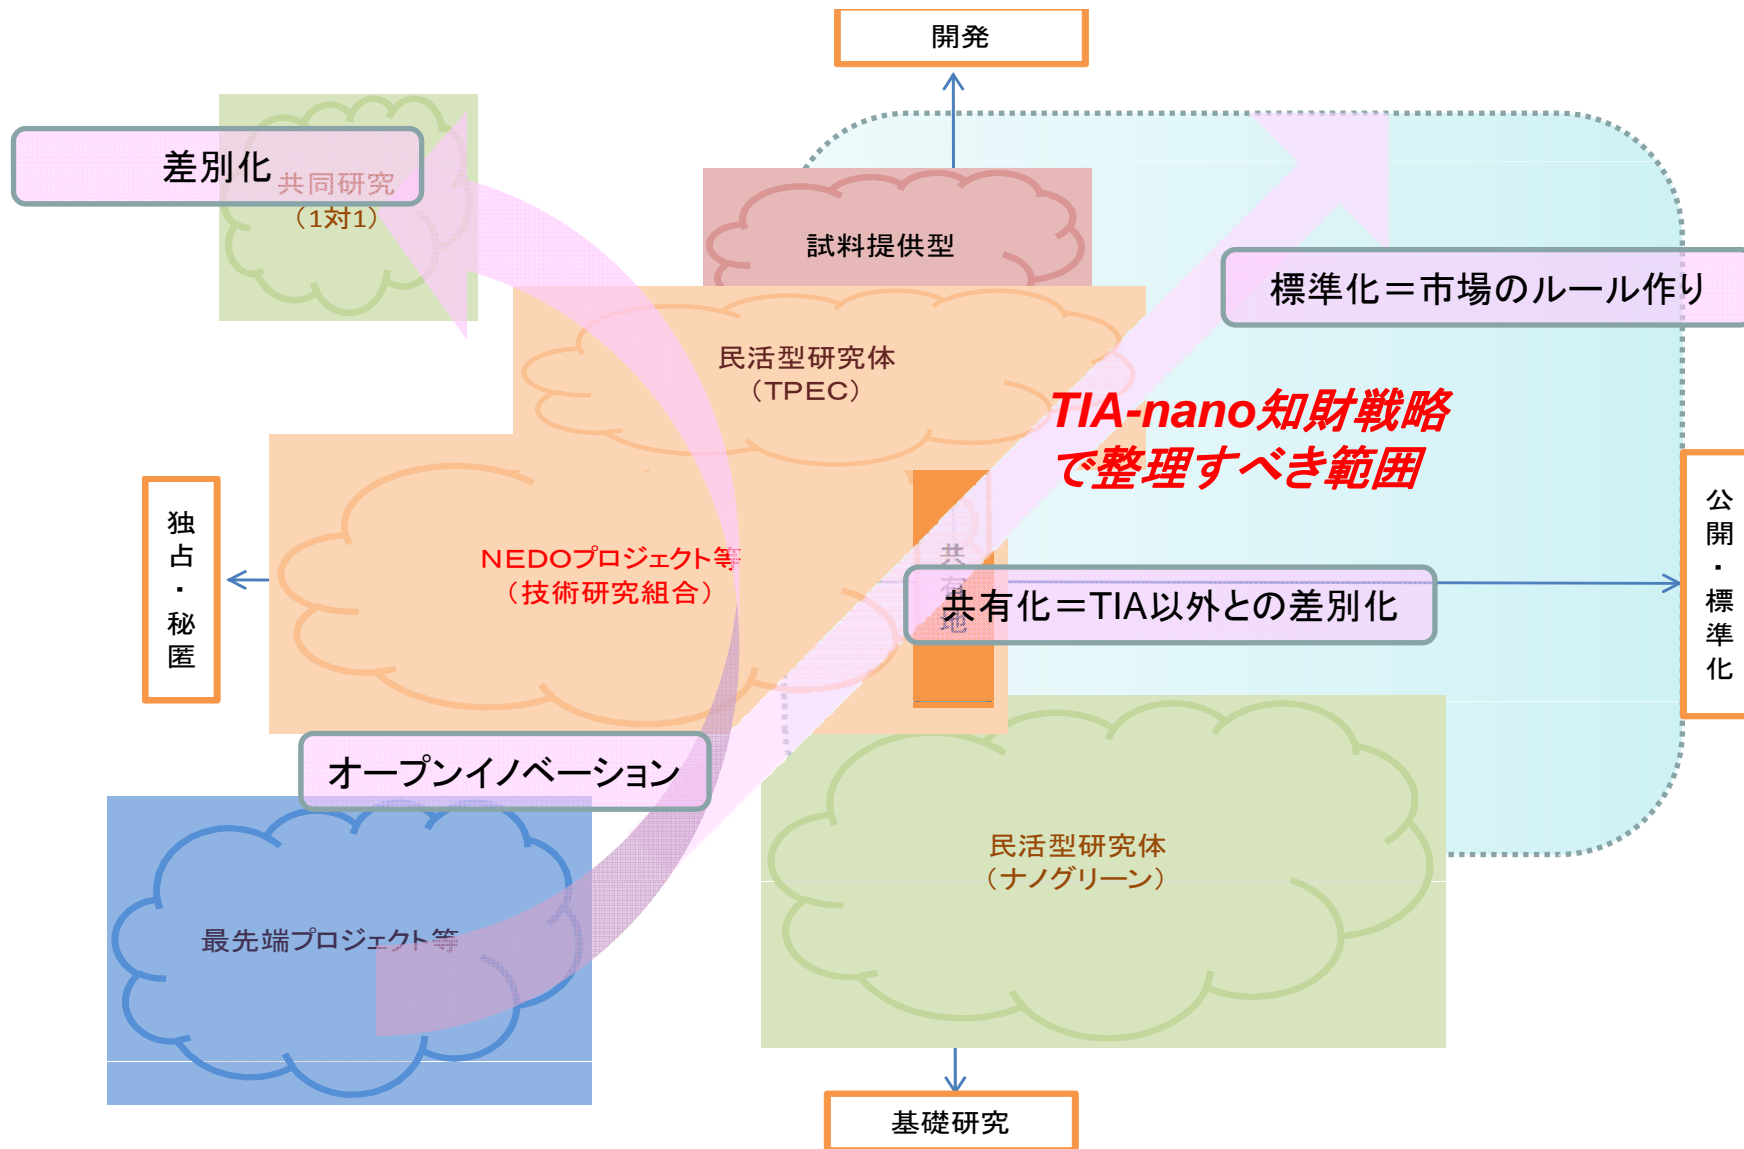 開発
差別化
共同研究
（1対1）
試料提供型
標準化＝市場のルール作り
民活型研究体
（TPEC）
TIA-nano知財戦略
で整理すべき範囲
独占・秘匿
NEDOプロジェクト等
（技術研究組合）
共有地
共有化＝TIA以外との差別化
公開・標準化
オープンイノベーション
民活型研究体
（ナノグリーン）
最先端プロジェクト等
基礎研究